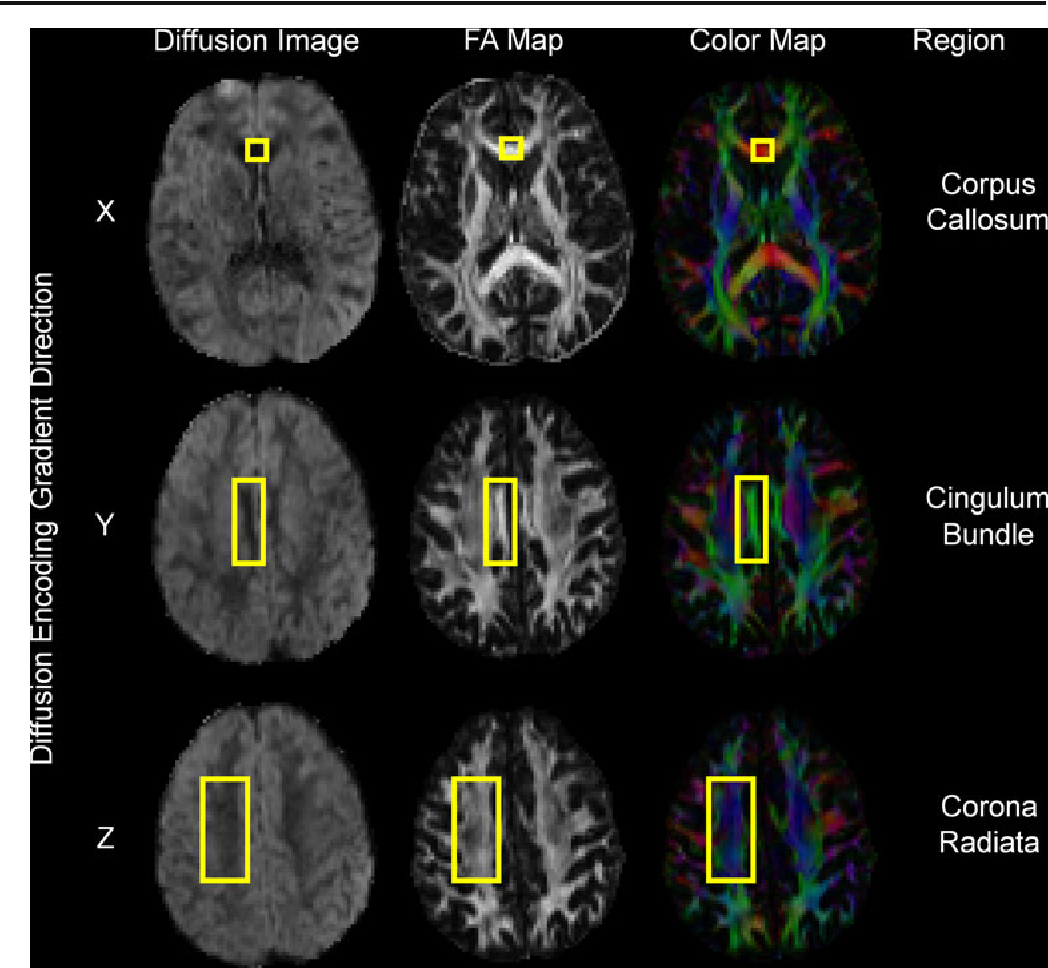 Diffusion Image FA Map Color Map Region
Diffusion Encoding Gradient Direction
X
Corpus
Callosum
Y
Cingulum
Bundle
Z
Corona
Radiata